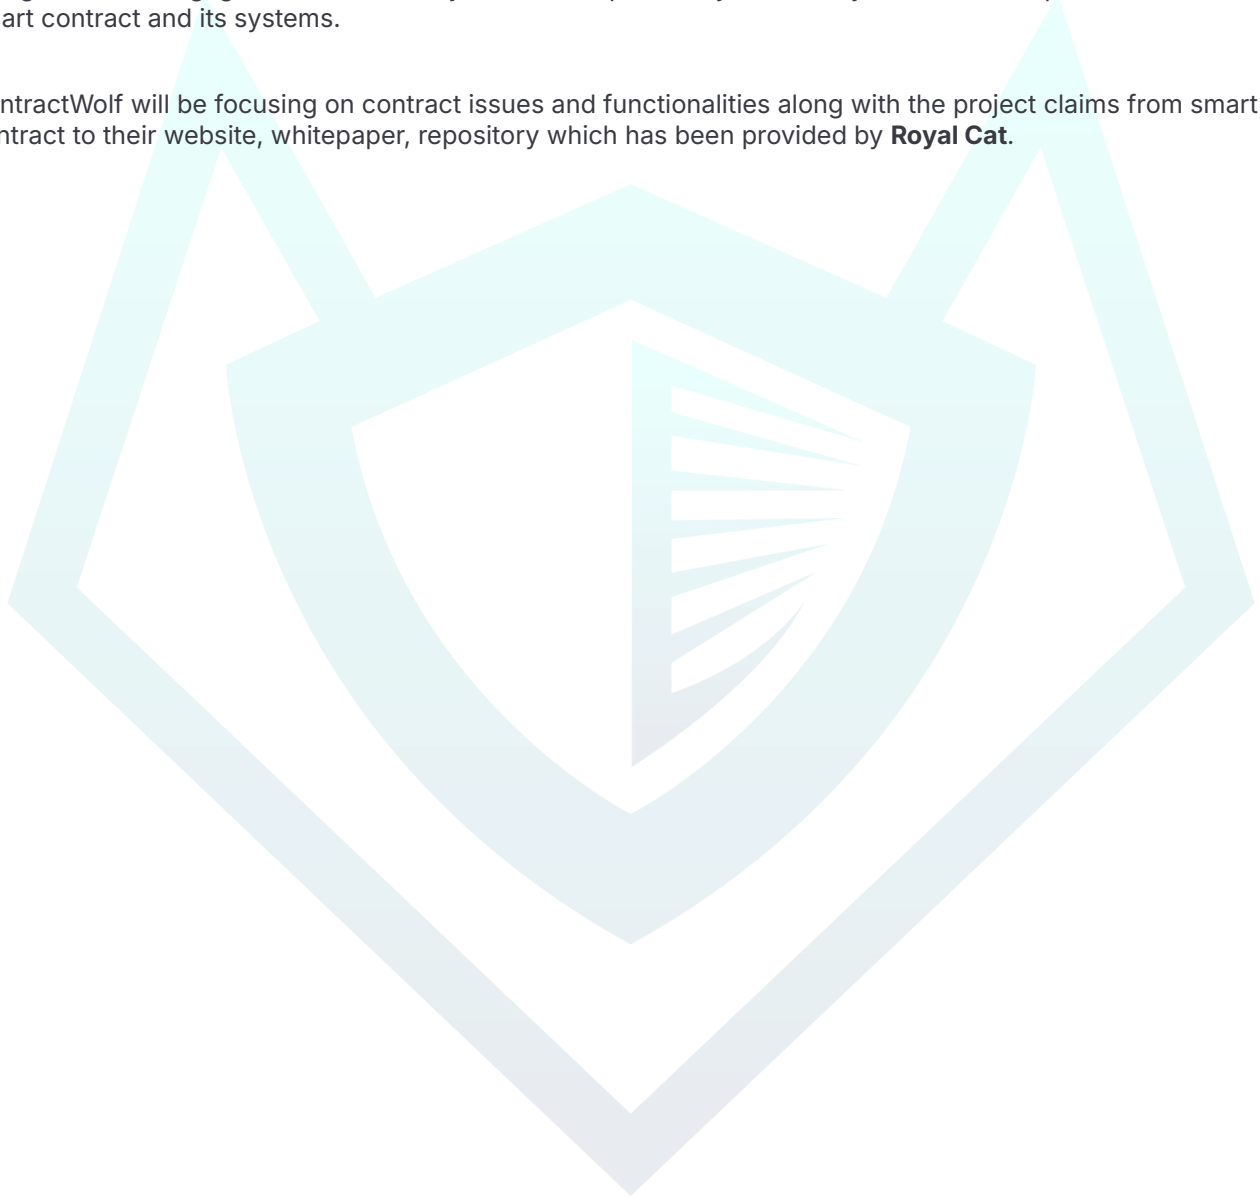 art contract and its systems.
ntractWolf will be focusing on contract issues and functionalities along with the project claims from smart
ntract to their website, whitepaper, repository which has been provided by Royal Cat.